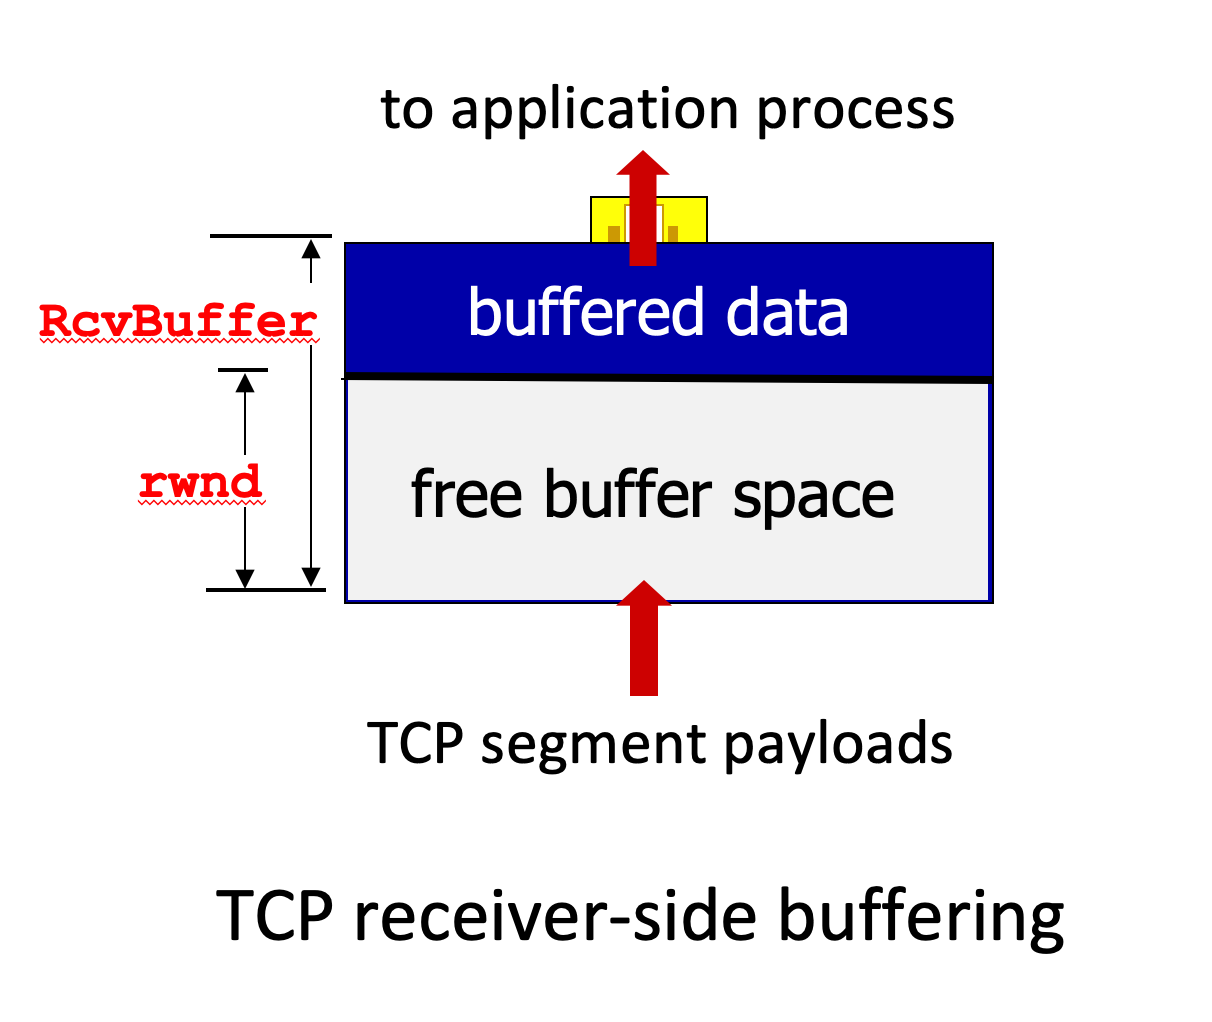 to application process
buffered data
RcvBuffer
rwnd
free buffer space
TCP segment payloads
TCP receiver-side buffering